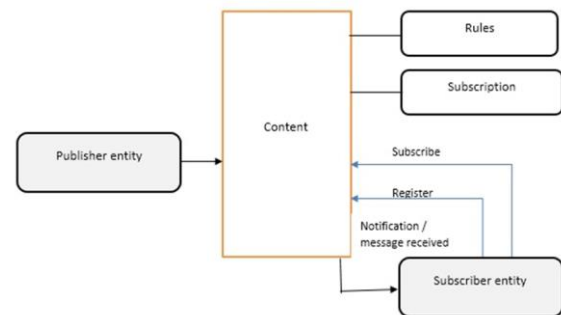 Rules
Subscription
Content
Publisher entity
Subscribe
Register
Notification /
message received
Subscriber entity